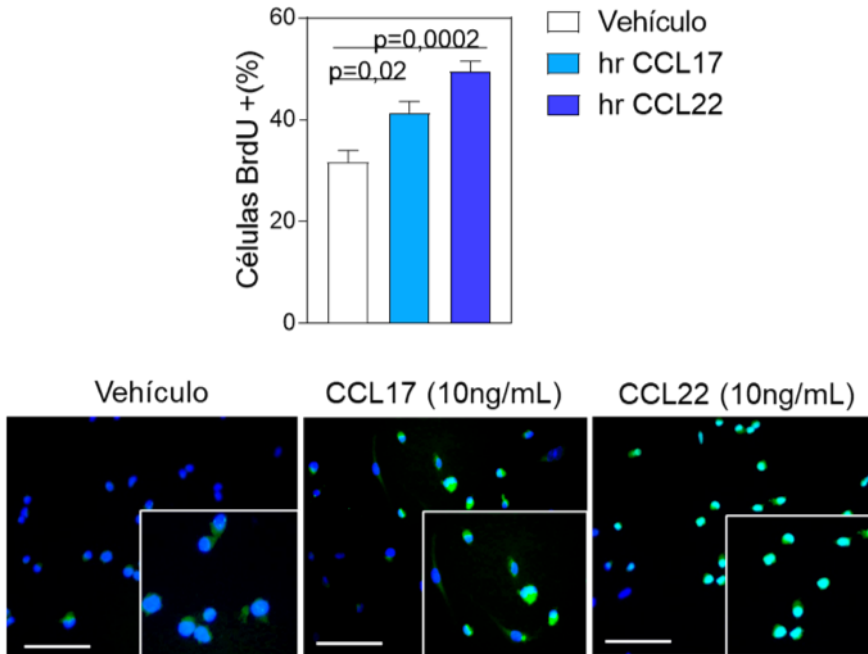 Células BrdU +(%)
60
40
20
0
p=0,0002
p=0,02
Vehículo
hr CCL17
hr CCL22
Vehículo
CCL17 (10ng/mL)
CCL22 (10ng/mL)